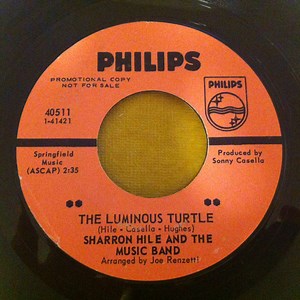 PHILIPS
PROMOTIONAL COPY
NOT FOR SALE
PHILIPS
40511
1-41421
Springfield
Music
(ASCAP) 2:35
Produced by
Sonny Casella
" "
THE LUMINOUS TURTLE
(Hile - Casella - Hughes)
SHARRON HILE AND THE
MUSIC BAND
Arranged by Joe Renzetti